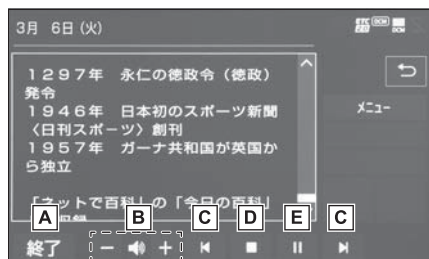 3月 6日(火)
ETC
DCM
DCM
1297年 永仁の徳政令(徳政)
発令
1946年 日本初のスポーツ新聞
〈日刊スポーツ〉創刊
1957年 ガーナ共和国が英国か
ら独立
「ネットで百科」の「今日の百科」
メニュー
A
B
C
D
E
C
終了